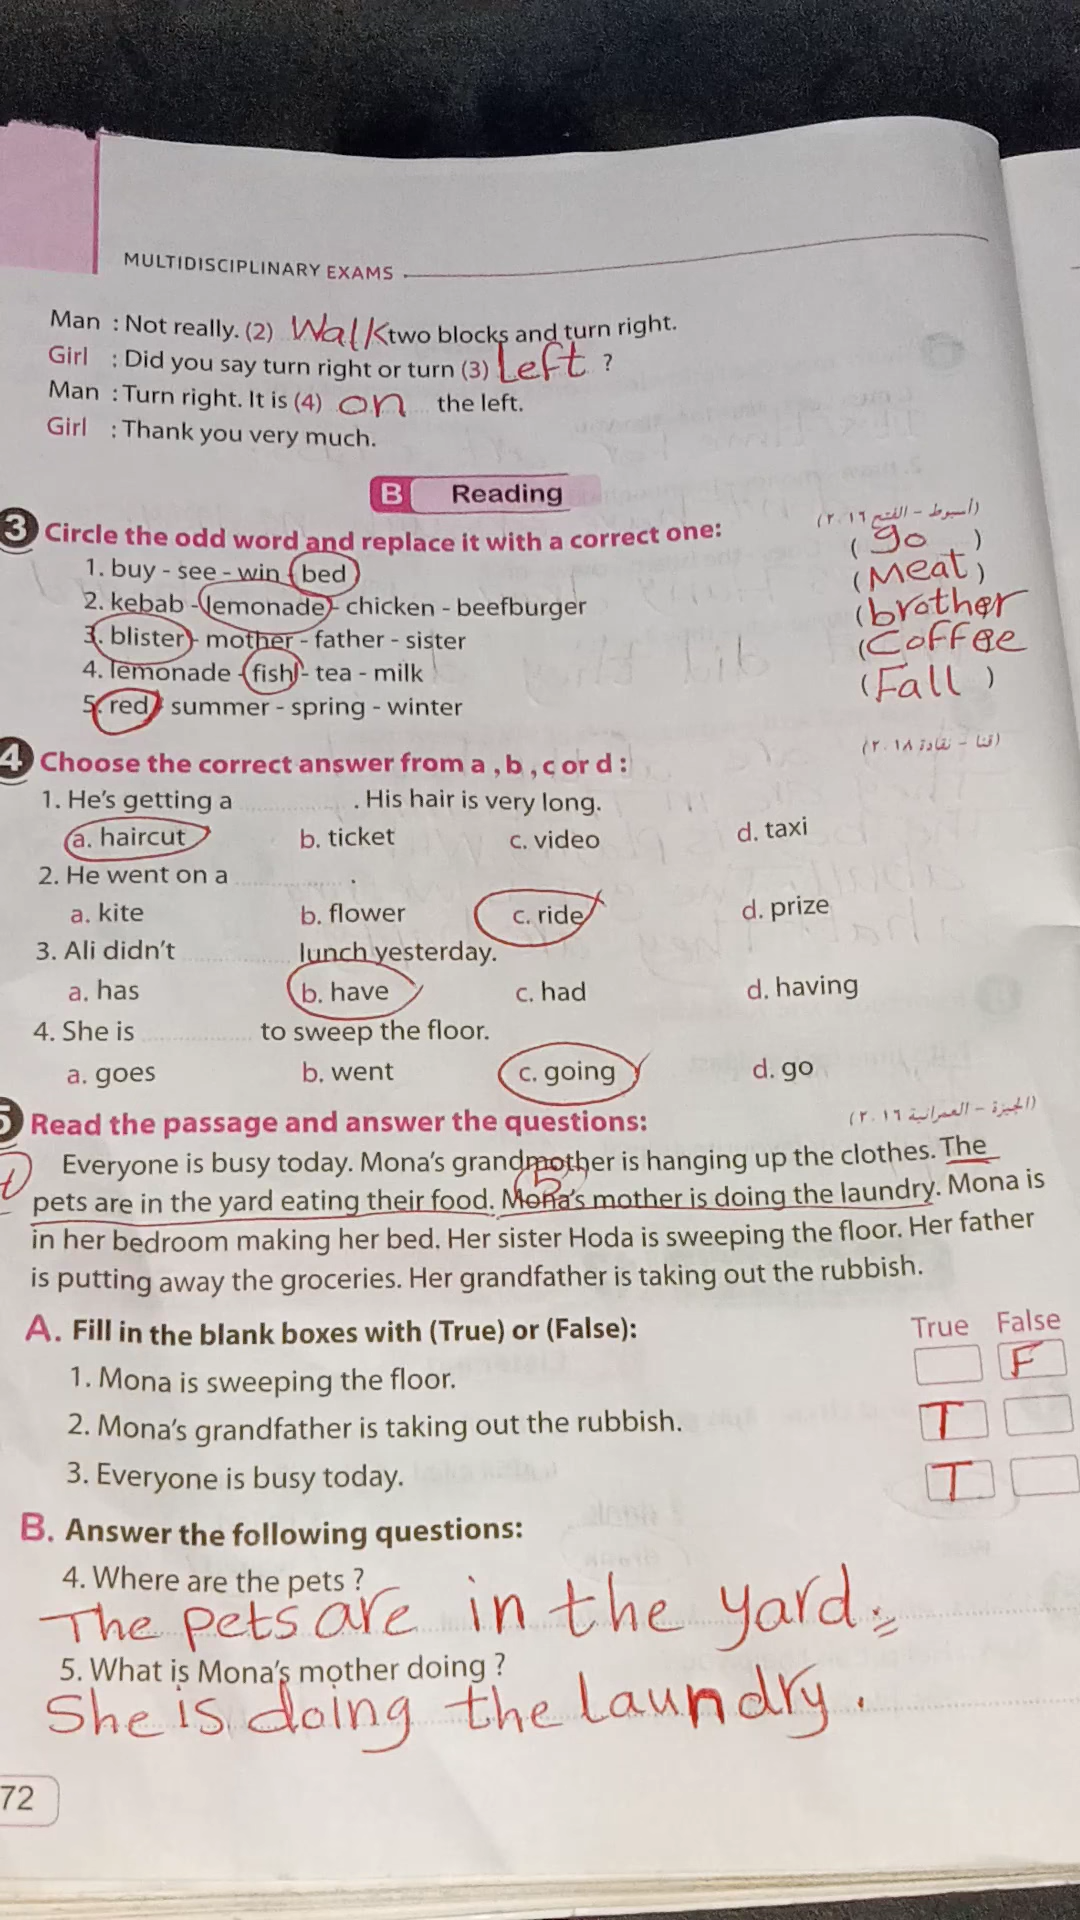 MULTIDISCIPLINARY EXAMS
Man : Not really. (2) Walk two blocks and turn right.
Girl : Did you say turn right or turn (3) Left ?
Man : Turn right. It is (4) on the left.
Girl : Thank you very much.
B Reading
3 Circle the odd word and replace it with a correct one: (أسيوط - الفتح ٢٠١٦)
1. buy - see - win - bed (go)
2. kebab - lemonade - chicken - beefburger (Meat)
3. blister - mother - father - sister (brother
4. lemonade - fish - tea - milk (Coffee
5. red - summer - spring - winter (Fall)
4 Choose the correct answer from a , b , c or d : (قنا - نقادة ٢٠١٨)
1. He's getting a ............ . His hair is very long.
a. haircut b. ticket c. video d. taxi
2. He went on a ............ .
a. kite b. flower c. ride d. prize
3. Ali didn't ............ lunch yesterday.
a. has b. have c. had d. having
4. She is ............ to sweep the floor.
a. goes b. went c. going d. go
5 Read the passage and answer the questions: (الجيزة - العمرانية ٢٠١٦)
Everyone is busy today. Mona's grandmother is hanging up the clothes. The
5
pets are in the yard eating their food. Mona's mother is doing the laundry. Mona is
in her bedroom making her bed. Her sister Hoda is sweeping the floor. Her father
is putting away the groceries. Her grandfather is taking out the rubbish.
A. Fill in the blank boxes with (True) or (False): True False
1. Mona is sweeping the floor. F
2. Mona's grandfather is taking out the rubbish. T
3. Everyone is busy today. T
B. Answer the following questions:
4. Where are the pets ?
The pets are in the yard.
5. What is Mona's mother doing ?
She is doing the laundry.
72